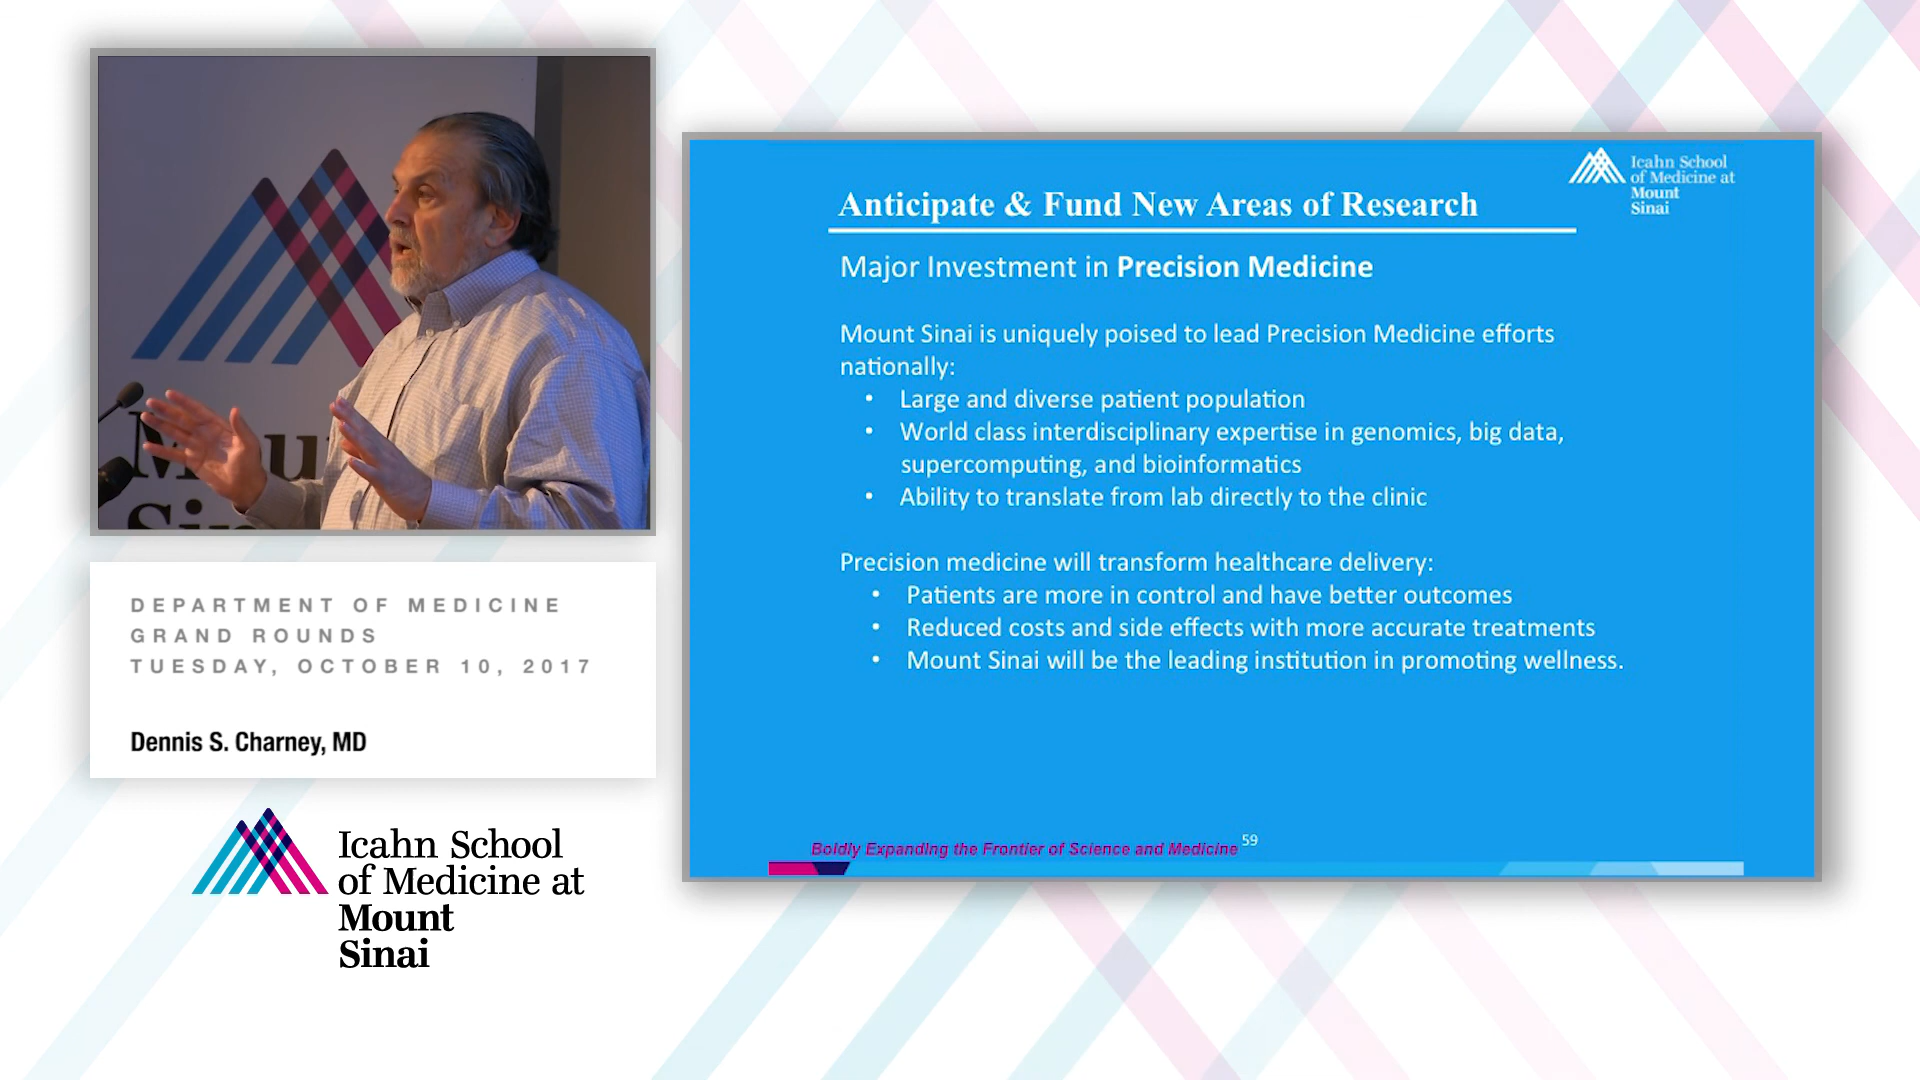 Mou
Sin
DEPARTMENT OF MEDICINE
GRAND ROUNDS
TUESDAY, OCTOBER 10, 2017
Dennis S. Charney, MD
Icahn School
of Medicine at
Mount
Sinai
Icahn School
of Medicine at
Mount
Sinai
Anticipate & Fund New Areas of Research
Major Investment in Precision Medicine
Mount Sinai is uniquely poised to lead Precision Medicine efforts
nationally:
• Large and diverse patient population
• World class interdisciplinary expertise in genomics, big data,
supercomputing, and bioinformatics
• Ability to translate from lab directly to the clinic
Precision medicine will transform healthcare delivery:
• Patients are more in control and have better outcomes
• Reduced costs and side effects with more accurate treatments
• Mount Sinai will be the leading institution in promoting wellness.
Boldly Expanding the Frontier of Science and Medicine 59